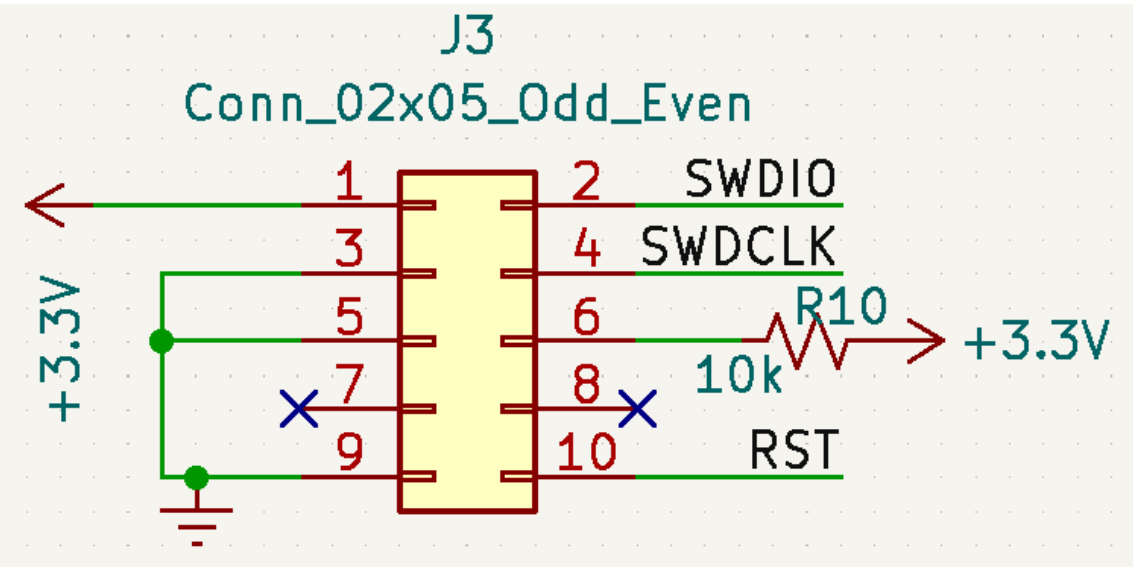 J3
Conn_02x05_Odd_Even
1 2 SWDIO
3 4 SWDCLK
+3.3V
5 6 R10
10k +3.3V
7 8
9 10 RST